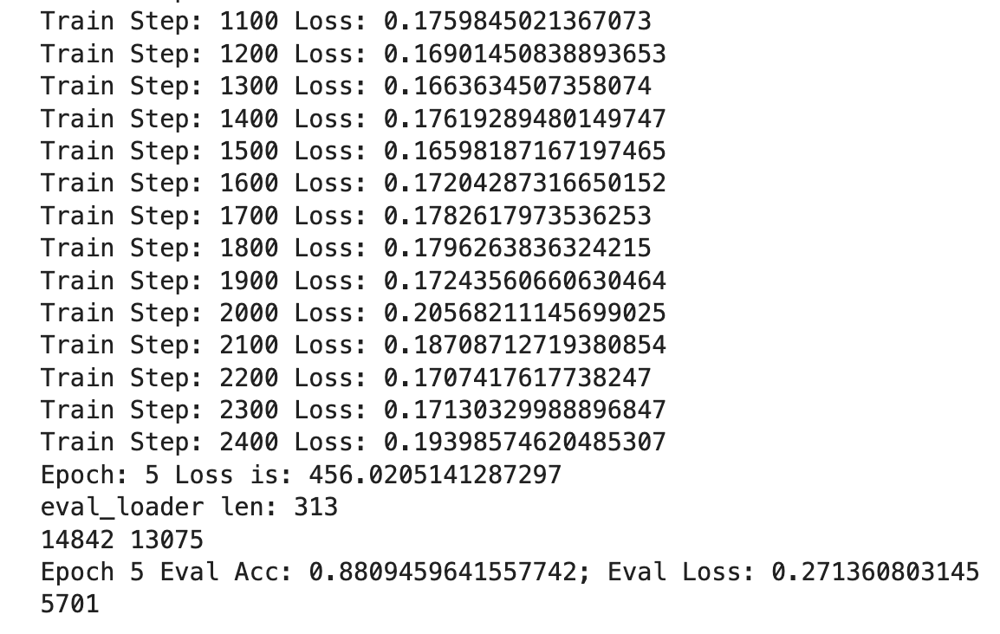 Train Step: 1100 Loss: 0.1759845021367073
Train Step: 1200 Loss: 0.16901450838893653
Train Step: 1300 Loss: 0.1663634507358074
Train Step: 1400 Loss: 0.17619289480149747
Train Step: 1500 Loss: 0.16598187167197465
Train Step: 1600 Loss: 0.17204287316650152
Train Step: 1700 Loss: 0.1782617973536253
Train Step: 1800 Loss: 0.1796263836324215
Train Step: 1900 Loss: 0.17243560660630464
Train Step: 2000 Loss: 0.20568211145699025
Train Step: 2100 Loss: 0.18708712719380854
Train Step: 2200 Loss: 0.1707417617738247
Train Step: 2300 Loss: 0.17130329988896847
Train Step: 2400 Loss: 0.19398574620485307
Epoch: 5 Loss is: 456.0205141287297
eval_loader len: 313
14842 13075
Epoch 5 Eval Acc: 0.8809459641557742; Eval Loss: 0.271360803145
5701